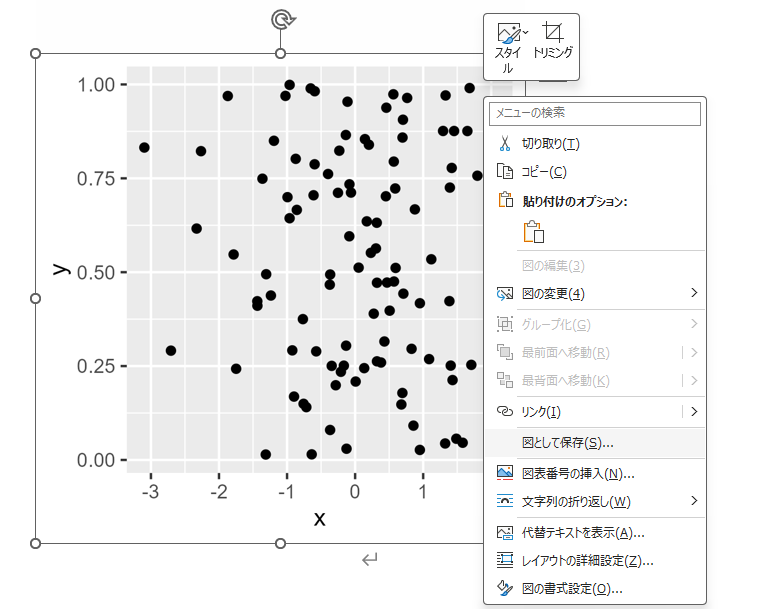 スタイ
ル
トリミング
メニューの検索
切り取り(T)
コピー(C)
貼り付けのオプション:
図の編集(3)
図の変更(4)
グループ化(G)
最前面へ移動(R)
最背面へ移動(K)
リンク(I)
図として保存(S)...
図表番号の挿入(N)...
文字列の折り返し(W)
代替テキストを表示(A)...
レイアウトの詳細設定(Z)...
図の書式設定(O)...
y
1.00
0.75
0.50
0.25
0.00
-3 -2 -1 0 1
x